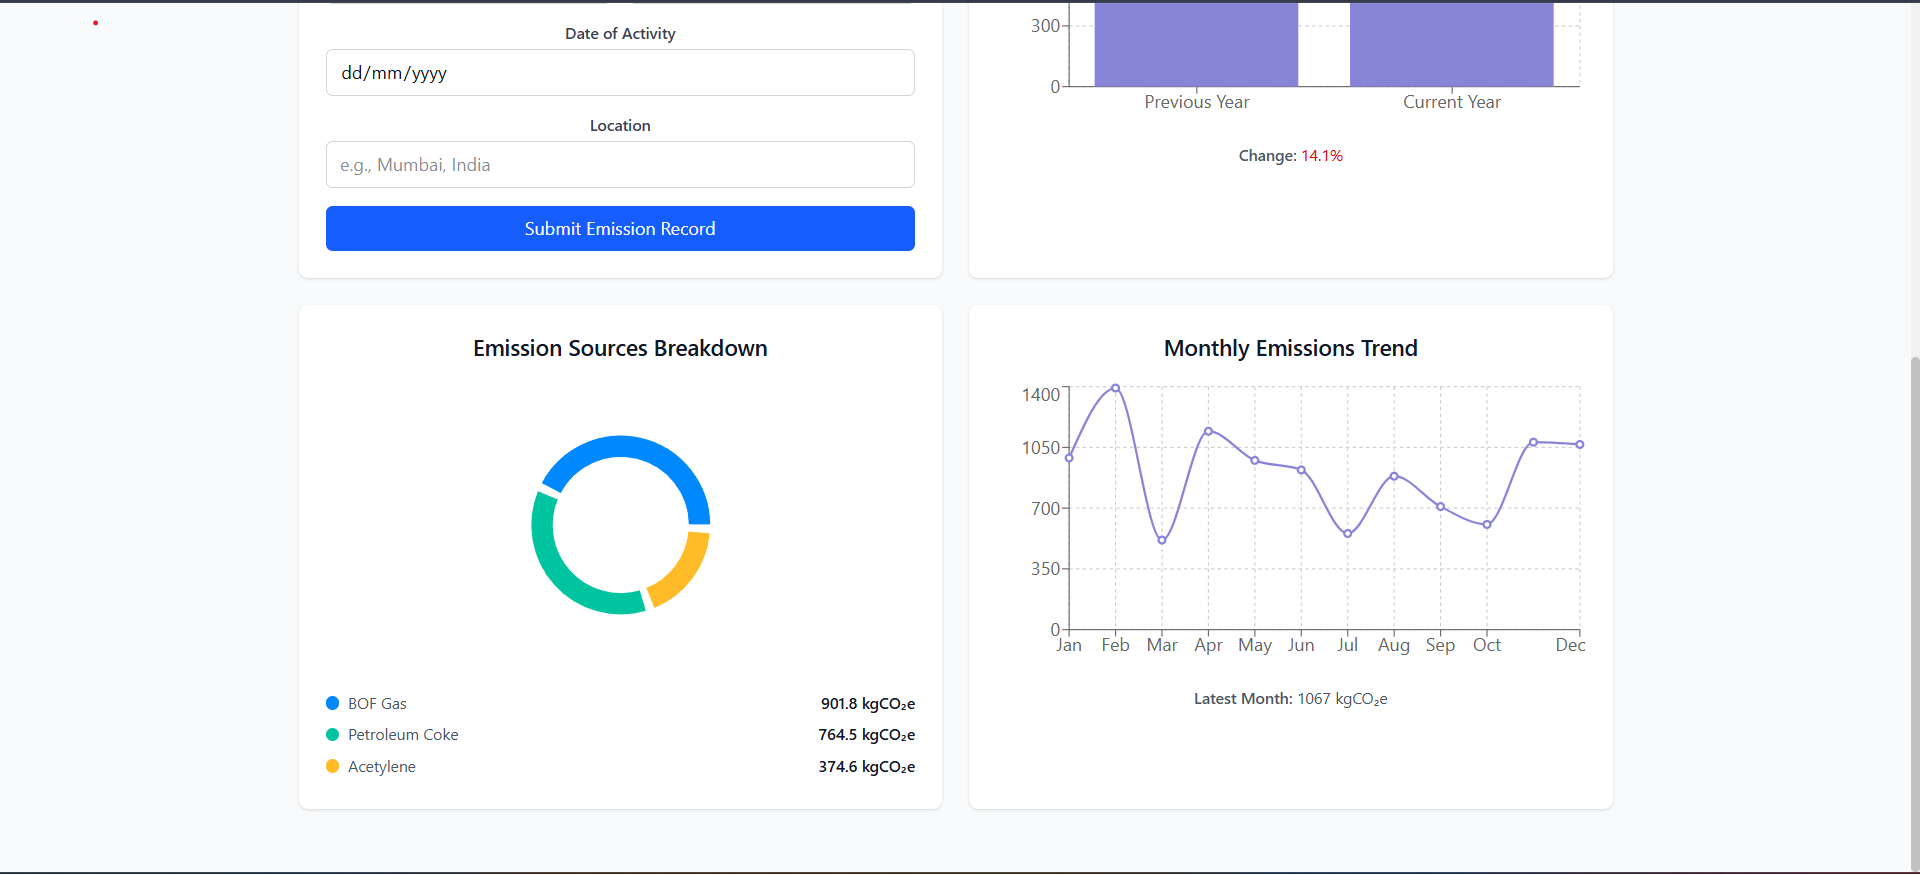 Date of Activity
dd/mm/yyyy
Location
e.g., Mumbai, India
Submit Emission Record
300
0
Previous Year
Current Year
Change: 14.1%
Emission Sources Breakdown
BOF Gas 901.8 kgCO₂e
Petroleum Coke 764.5 kgCO₂e
Acetylene 374.6 kgCO₂e
Monthly Emissions Trend
1400
1050
700
350
0
Jan Feb Mar Apr May Jun Jul Aug Sep Oct Dec
Latest Month: 1067 kgCO₂e